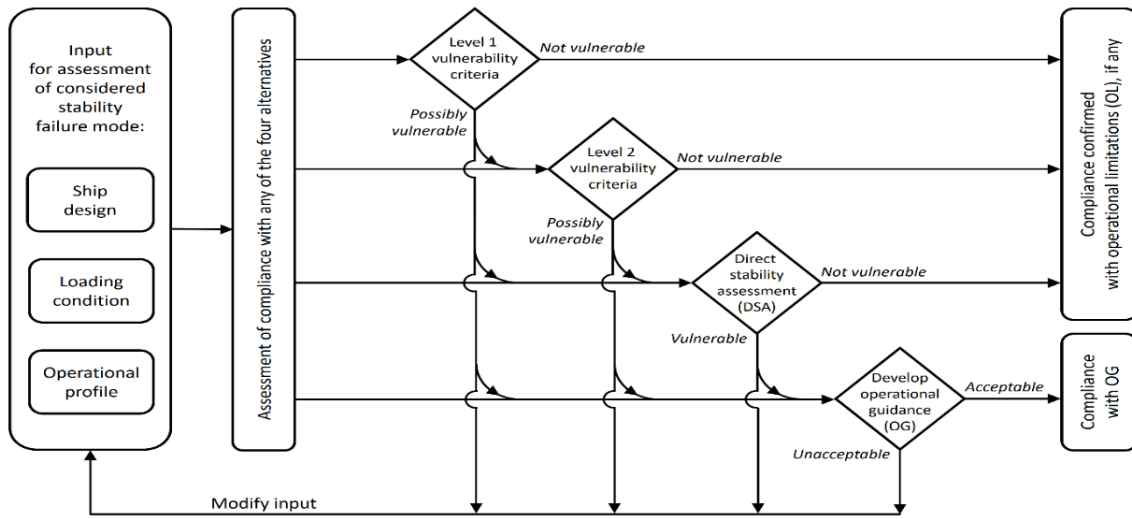 Input
for assessment
of considered
stability
failure mode:
Ship
design
Loading
condition
Operational
profile
Assessment of compliance with any of the four alternatives
Level 1
vulnerability
criteria
Not vulnerable
Possibly
vulnerable
Level 2
vulnerability
criteria
Not vulnerable
Possibly
vulnerable
Direct
stability
assessment
(DSA)
Not vulnerable
Vulnerable
Develop
operational
guidance
(OG)
Acceptable
Unacceptable
Compliance confirmed
with operational limitations (OL), if any
Compliance
with OG
Modify input